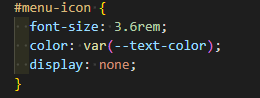 #menu-icon {
font-size: 3.6rem;
color: var(--text-color);
display: none;
}